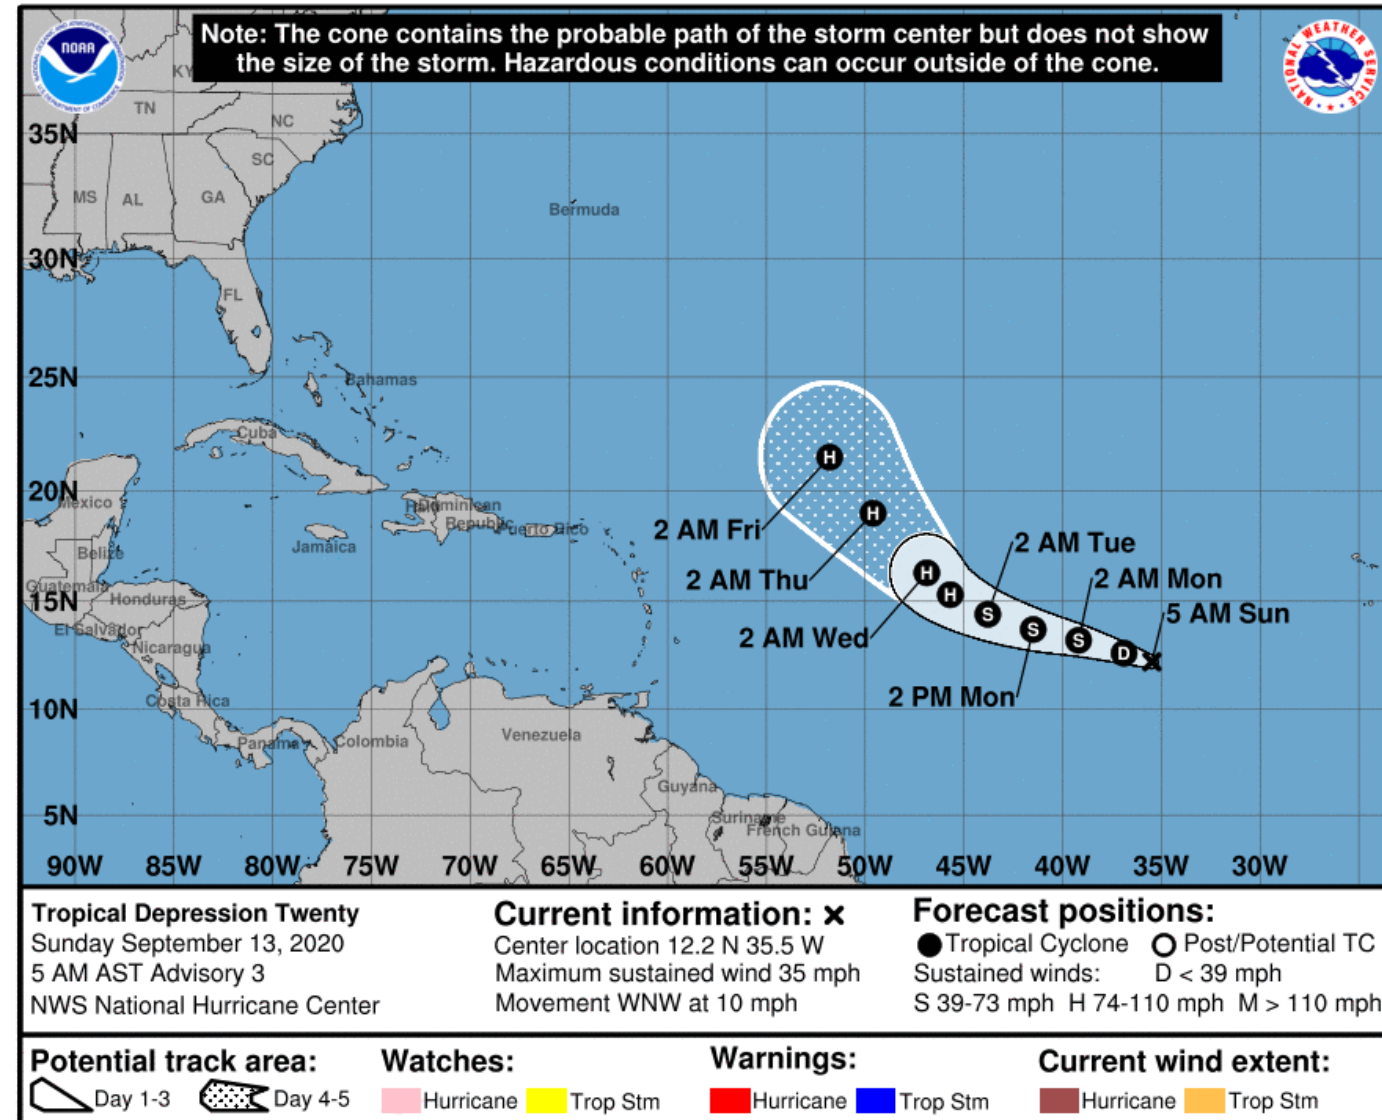 Note: The cone contains the probable path of the storm center but does not show
the size of the storm. Hazardous conditions can occur outside of the cone.
NOAA
NATIONAL WEATHER SERVICE
KY
TN
NC
35N
SC
MS
AL
GA
Bermuda
30N
FL
25N
Bahamas
Cuba
20N
Mexico
Dominican
Republic
Puerto Rico
Jamaica
Belize
Guatemala
15N
Honduras
El Salvador
Nicaragua
Costa Rica
10N
Panama
Colombia
Venezuela
Guyana
Suriname
French Guiana
5N
H
2 AM Fri
H
2 AM Thu
2 AM Tue
H
H
2 AM Mon
S
S
S
D
5 AM Sun
2 AM Wed
2 PM Mon
90W 85W 80W 75W 70W 65W 60W 55W 50W 45W 40W 35W 30W
Tropical Depression Twenty
Sunday September 13, 2020
5 AM AST Advisory 3
NWS National Hurricane Center
Current information: x
Center location 12.2 N 35.5 W
Maximum sustained wind 35 mph
Movement WNW at 10 mph
Forecast positions:
Tropical Cyclone Post/Potential TC
Sustained winds: D < 39 mph
S 39-73 mph H 74-110 mph M > 110 mph
Potential track area:
Day 1-3 Day 4-5
Watches:
Hurricane Trop Stm
Warnings:
Hurricane Trop Stm
Current wind extent:
Hurricane Trop Stm